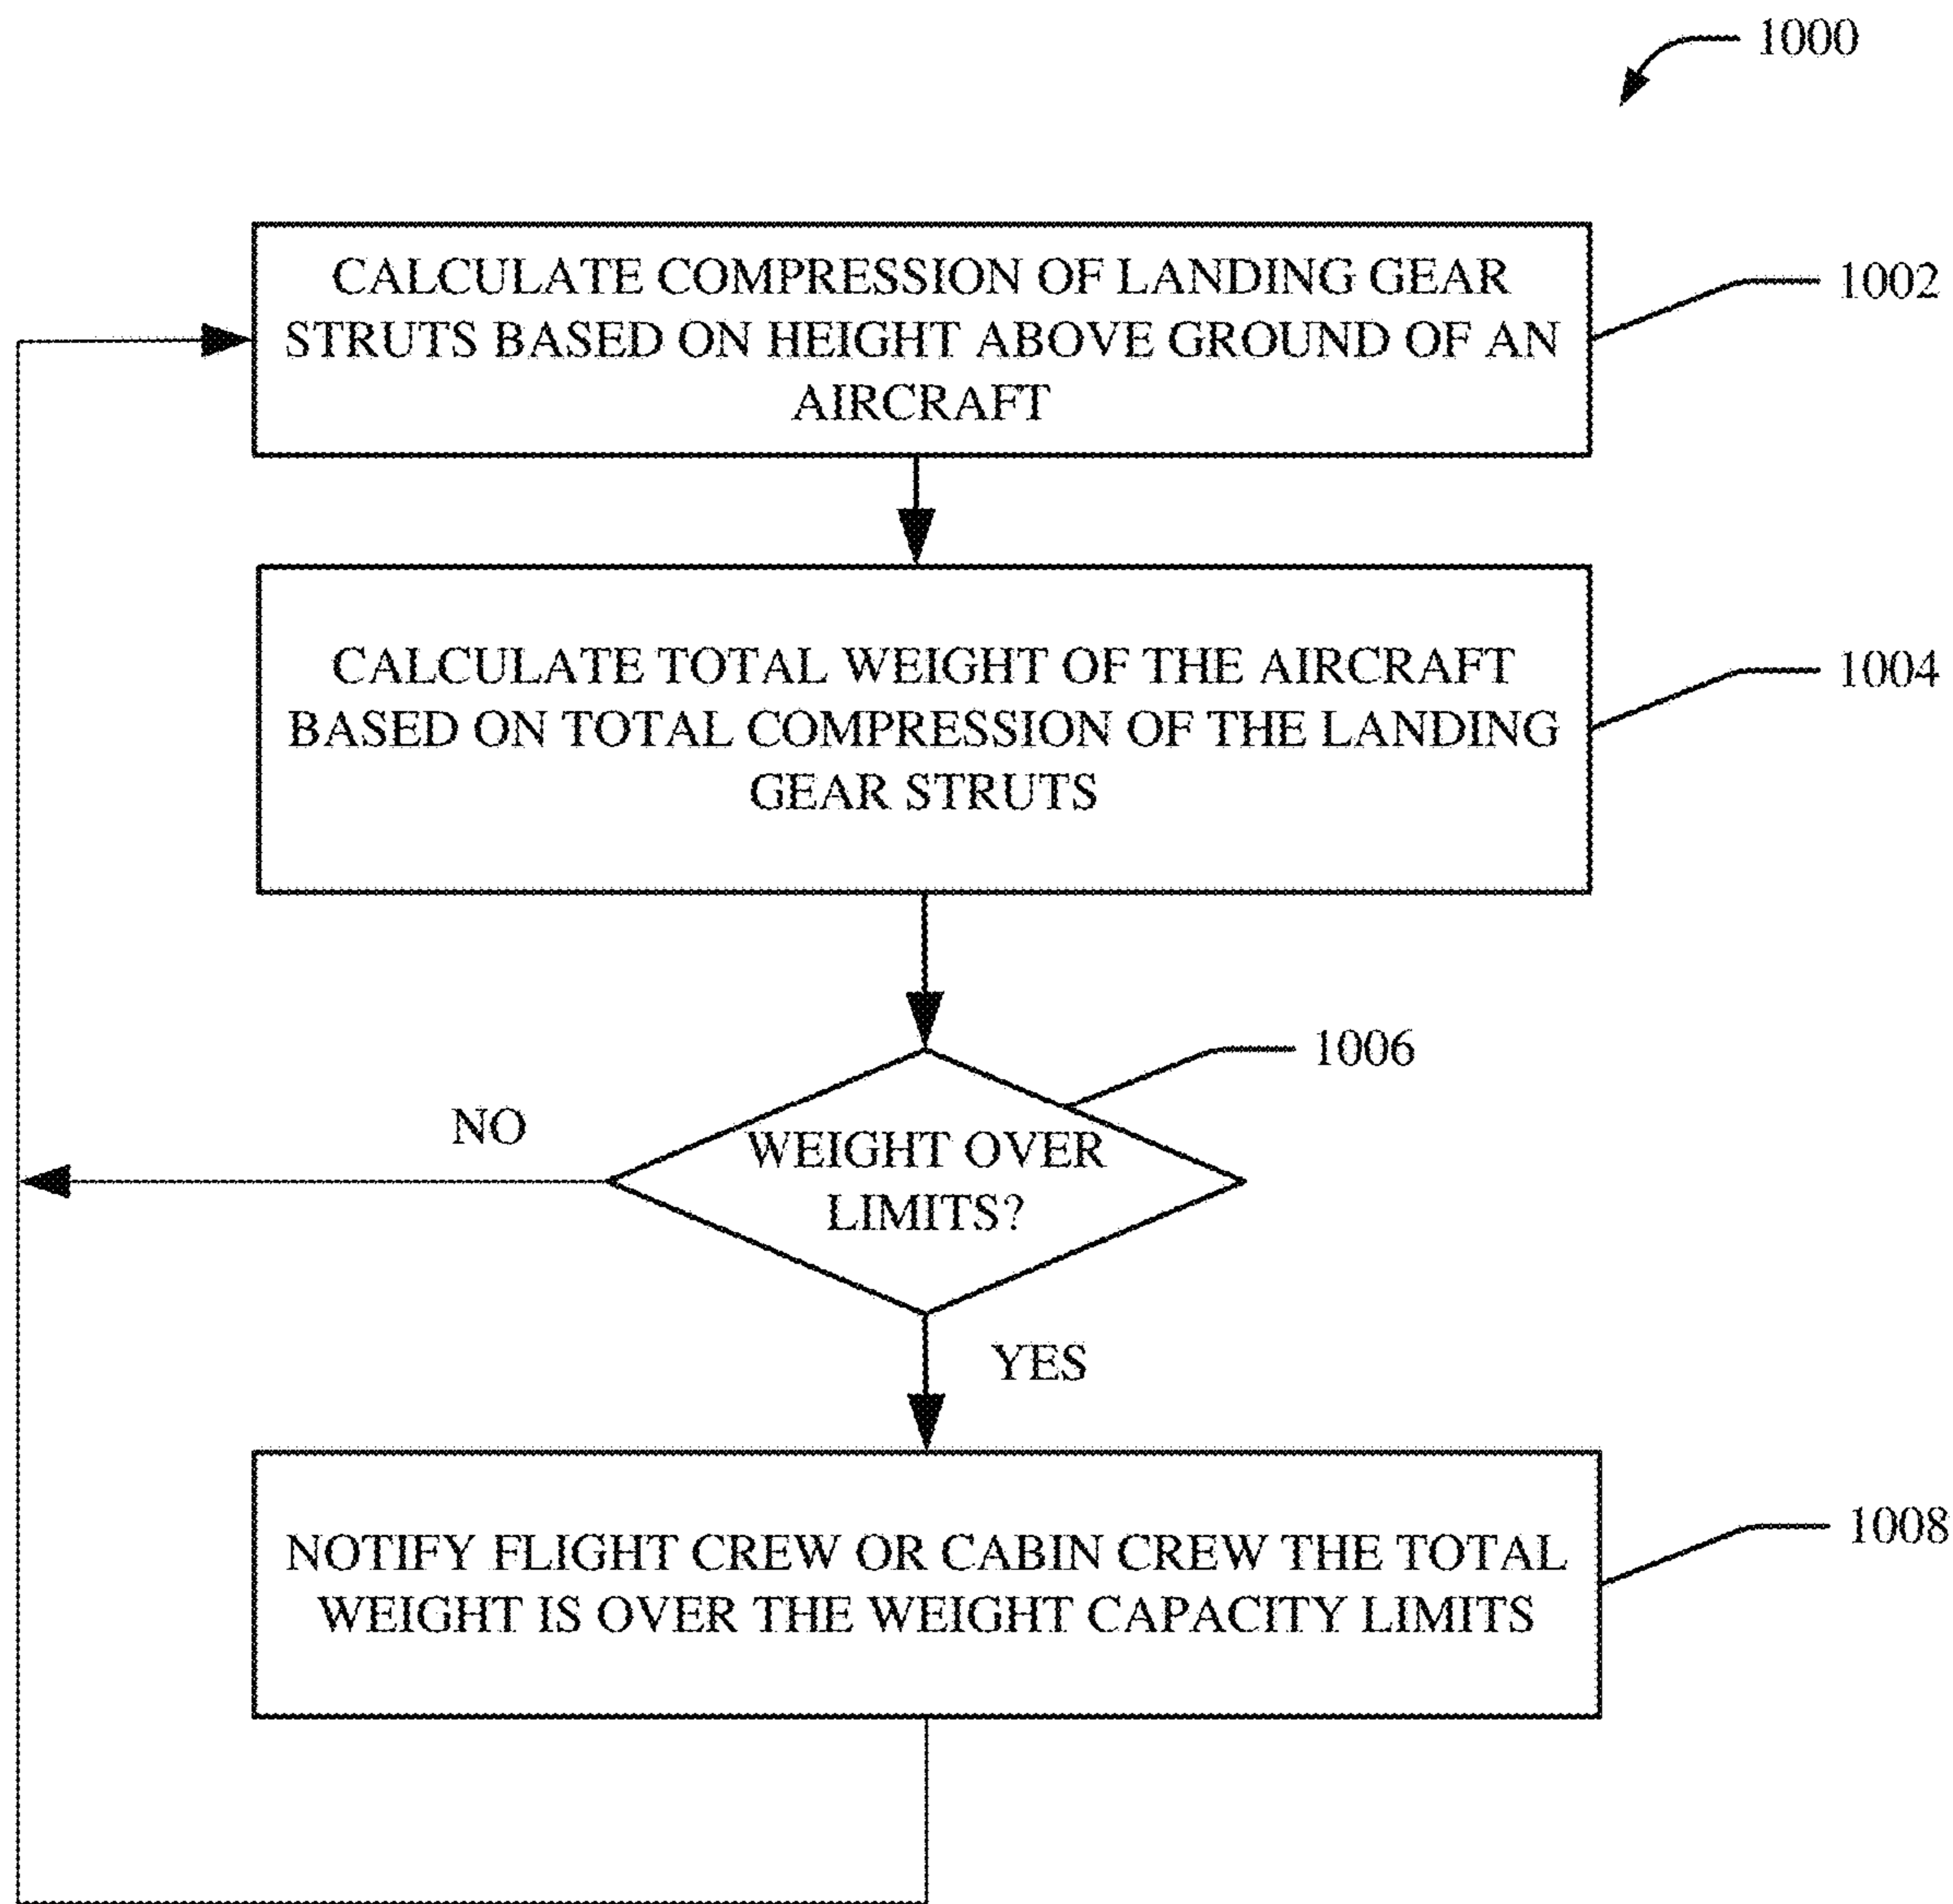 1000
CALCULATE COMPRESSION OF LANDING GEAR
STRUTS BASED ON HEIGHT ABOVE GROUND OF AN
AIRCRAFT
1002
CALCULATE TOTAL WEIGHT OF THE AIRCRAFT
BASED ON TOTAL COMPRESSION OF THE LANDING
GEAR STRUTS
1004
1006
NO
WEIGHT OVER
LIMITS?
YES
NOTIFY FLIGHT CREW OR CABIN CREW THE TOTAL
WEIGHT IS OVER THE WEIGHT CAPACITY LIMITS
1008